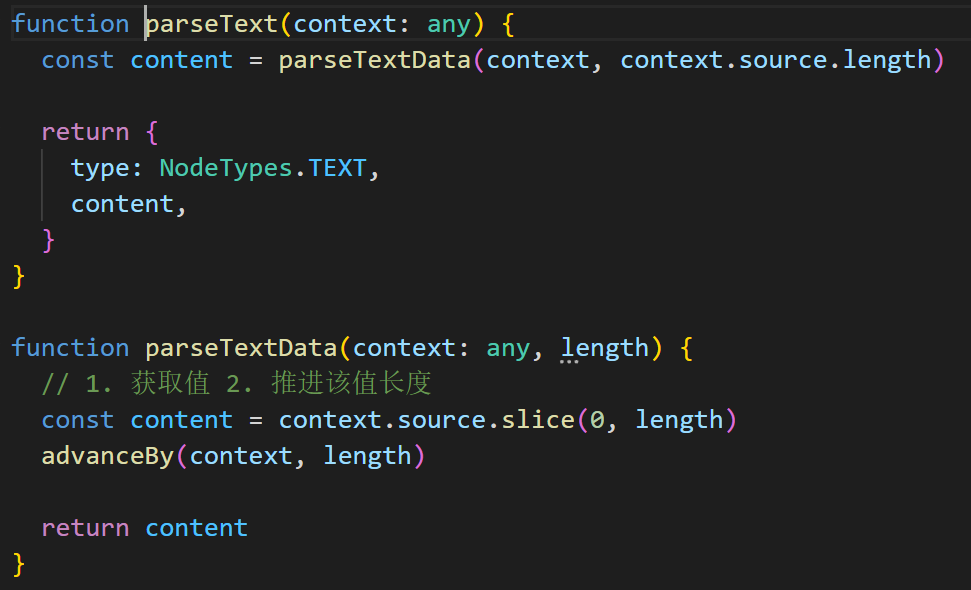 function parseText(context: any) {
  const content = parseTextData(context, context.source.length)
  return {
    type: NodeTypes.TEXT,
    content,
  }
}
function parseTextData(context: any, length) {
  // 1. 获取值 2. 推进该值长度
  const content = context.source.slice(0, length)
  advanceBy(context, length)
  return content
}